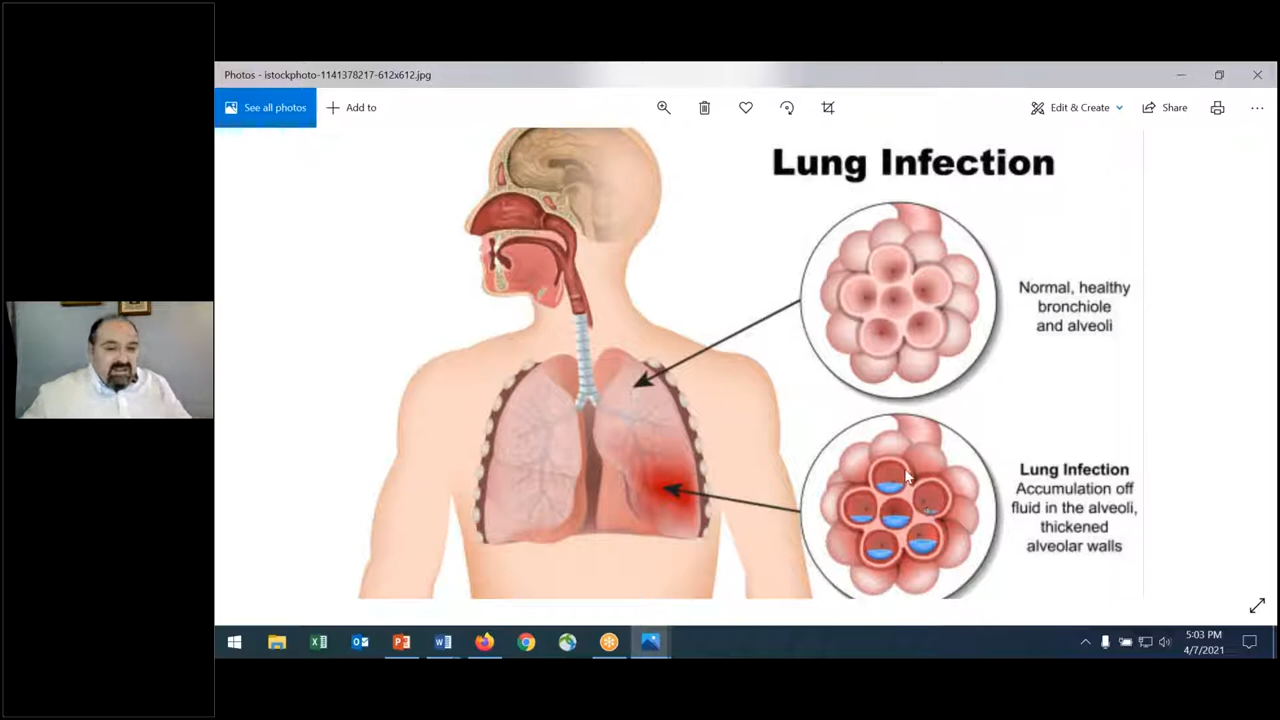 Photos - istockphoto-1141378217-612x612.jpg
See all photos
Add to
Edit & Create
Share
Lung Infection
Normal, healthy
bronchiole
and alveoli
Lung Infection
Accumulation off
fluid in the alveoli,
thickened
alveolar walls
5:03 PM
4/7/2021